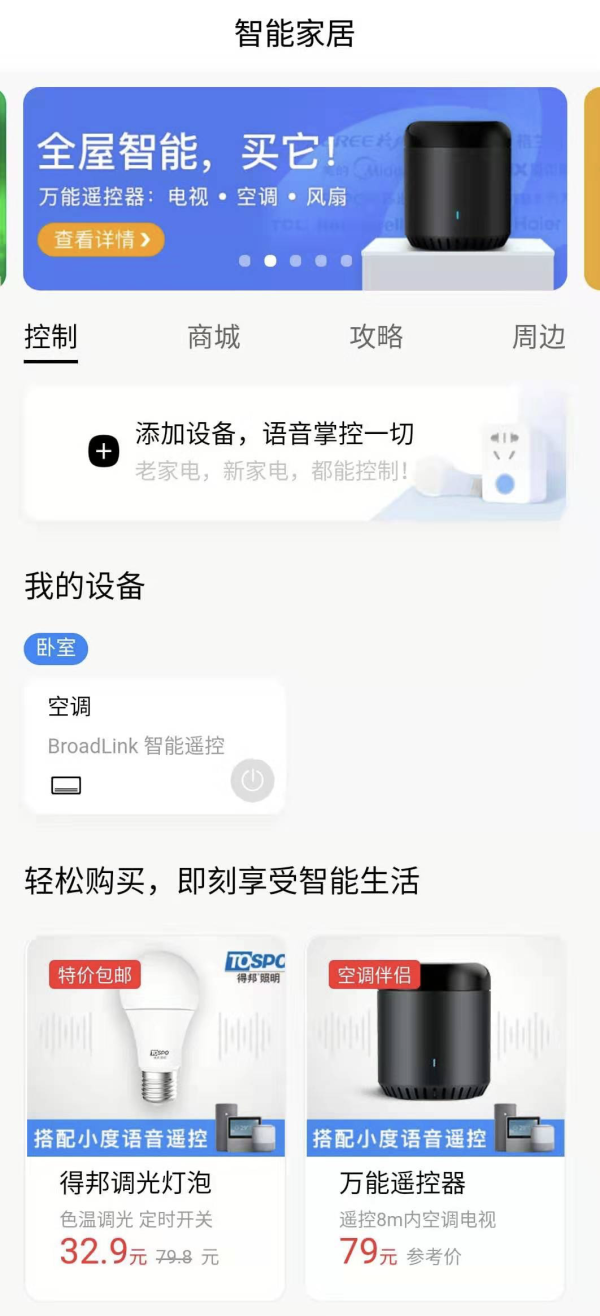 智能家居
全屋智能，买它！
万能遥控器：电视 • 空调 • 风扇
查看详情 ❯
控制 商城 攻略 周边
添加设备，语音掌控一切
老家电，新家电，都能控制！
我的设备
卧室
空调
BroadLink 智能遥控
轻松购买，即刻享受智能生活
特价包邮
TOSPO
得邦 照明
TOSPO
搭配小度语音遥控
得邦调光灯泡
色温调光 定时开关
32.9元 79.8 元
空调伴侣
搭配小度语音遥控
万能遥控器
遥控8m内空调电视
79元 参考价